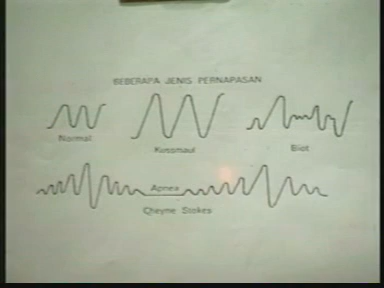 BEBERAPA JENIS PERNAPASAN
Normal
Kussmaul
Biot
Apnea
Cheyne Stokes